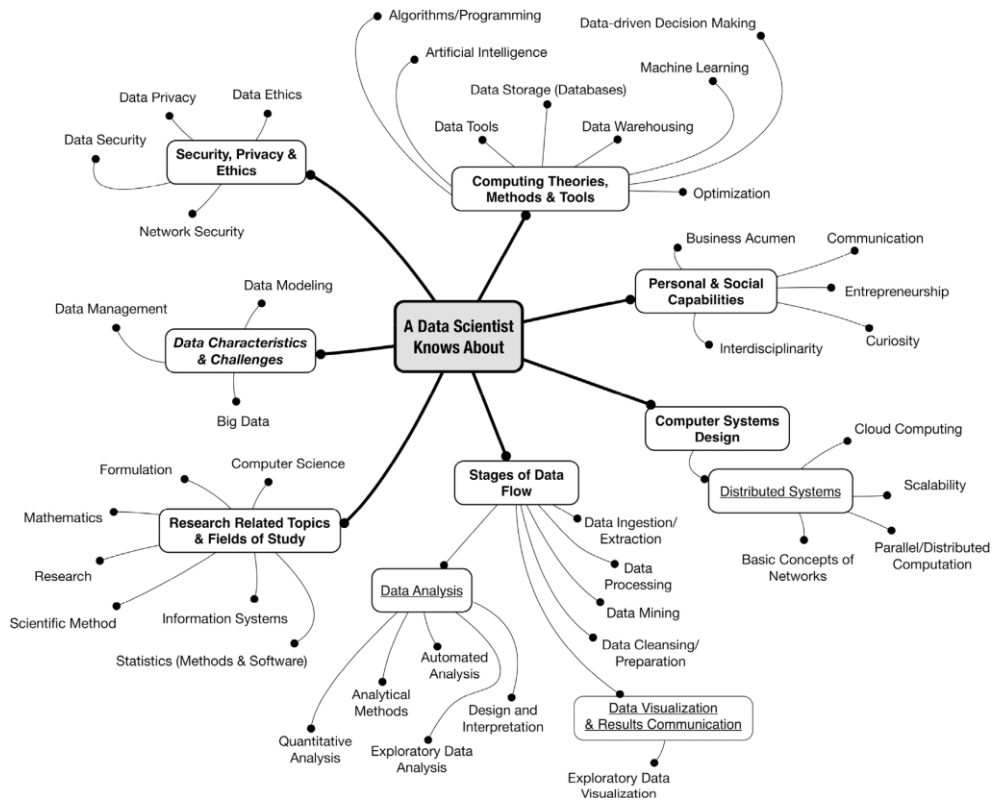 Algorithms/Programming
Data-driven Decision Making
Artificial Intelligence
Machine Learning
Data Storage (Databases)
Data Tools
Data Warehousing
Computing Theories,
Methods & Tools
Optimization
Data Privacy
Data Ethics
Data Security
Security, Privacy &
Ethics
Network Security
Business Acumen
Communication
Personal & Social
Capabilities
Entrepreneurship
Curiosity
Interdisciplinarity
A Data Scientist
Knows About
Data Modeling
Data Management
Data Characteristics
& Challenges
Big Data
Computer Systems
Design
Cloud Computing
Distributed Systems
Scalability
Basic Concepts of
Networks
Parallel/Distributed
Computation
Formulation
Computer Science
Mathematics
Research Related Topics
& Fields of Study
Research
Scientific Method
Information Systems
Statistics (Methods & Software)
Stages of Data
Flow
Data Ingestion/
Extraction
Data
Processing
Data Mining
Data Cleansing/
Preparation
Data Analysis
Automated
Analysis
Analytical
Methods
Design and
Interpretation
Quantitative
Analysis
Exploratory Data
Analysis
Data Visualization
& Results Communication
Exploratory Data
Visualization